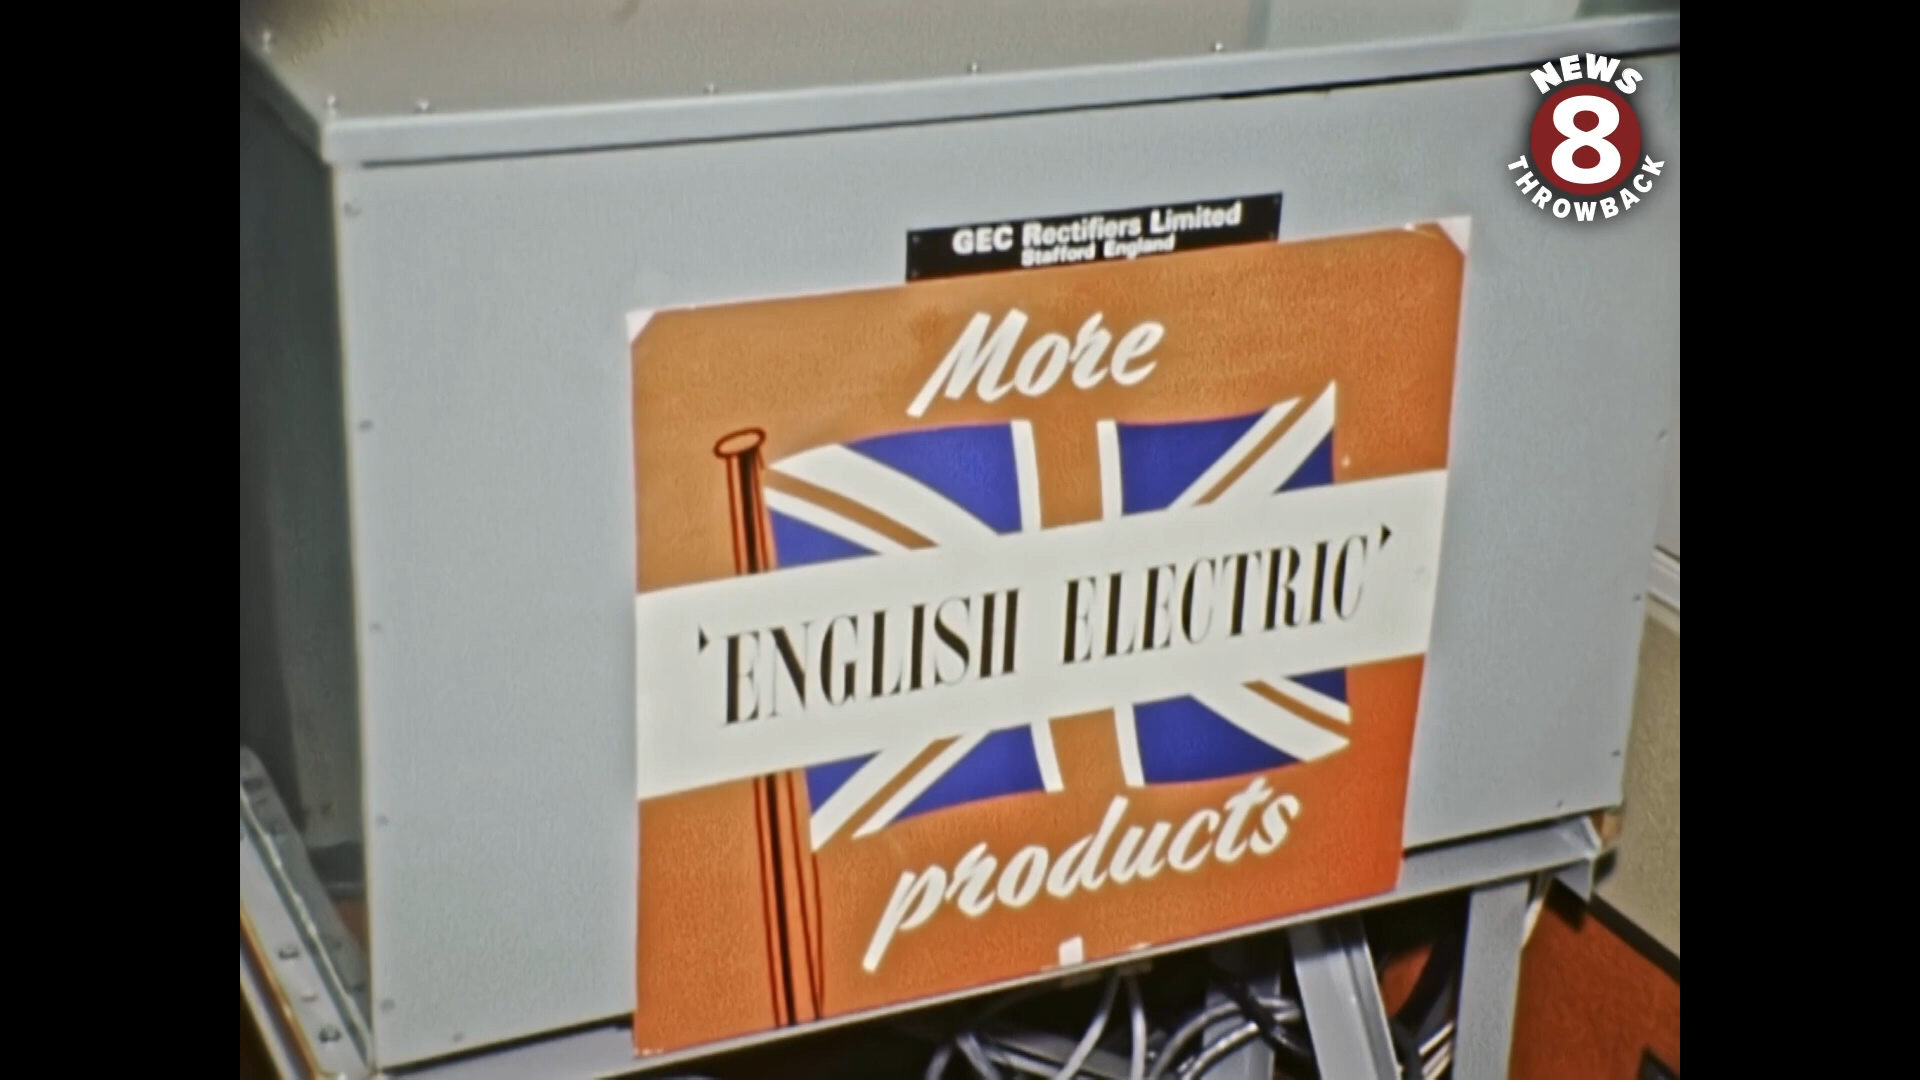 NEWS
8
THROWBACK
GEC Rectifiers Limited
Stafford England
More
'ENGLISH ELECTRIC'
products